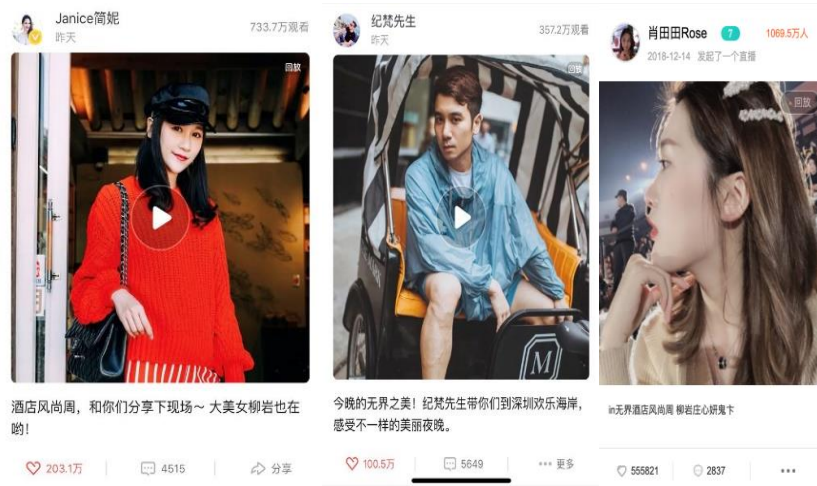 Janice简妮
昨天
733.7万观看
回放
酒店风尚周，和你们分享下现场～ 大美女柳岩也在
哟！
203.1万
4515
分享
纪梵先生
昨天
357.2万观看
回放
M
今晚的无界之美！纪梵先生带你们到深圳欢乐海岸，
感受不一样的美丽夜晚。
100.5万
5649
更多
肖田田Rose
7
1069.5万人
2018-12-14 发起了一个直播
回放
in无界酒店风尚周 柳岩庄心妍鬼卞
555821
2837